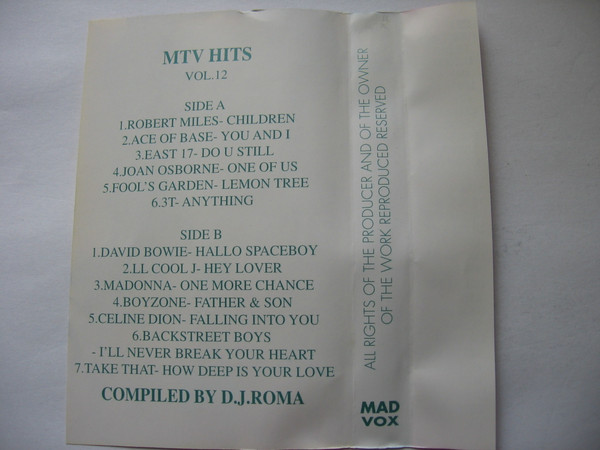 MTV HITS
VOL.12
SIDE A
1.ROBERT MILES- CHILDREN
2.ACE OF BASE- YOU AND I
3.EAST 17- DO U STILL
4.JOAN OSBORNE- ONE OF US
5.FOOL'S GARDEN- LEMON TREE
6.3T- ANYTHING
SIDE B
1.DAVID BOWIE- HALLO SPACEBOY
2.LL COOL J- HEY LOVER
3.MADONNA- ONE MORE CHANCE
4.BOYZONE- FATHER & SON
5.CELINE DION- FALLING INTO YOU
6.BACKSTREET BOYS
- I'LL NEVER BREAK YOUR HEART
7.TAKE THAT- HOW DEEP IS YOUR LOVE
COMPILED BY D.J.ROMA
ALL RIGHTS OF THE PRODUCER AND OF THE OWNER
OF THE WORK REPRODUCED RESERVED
MAD
VOX